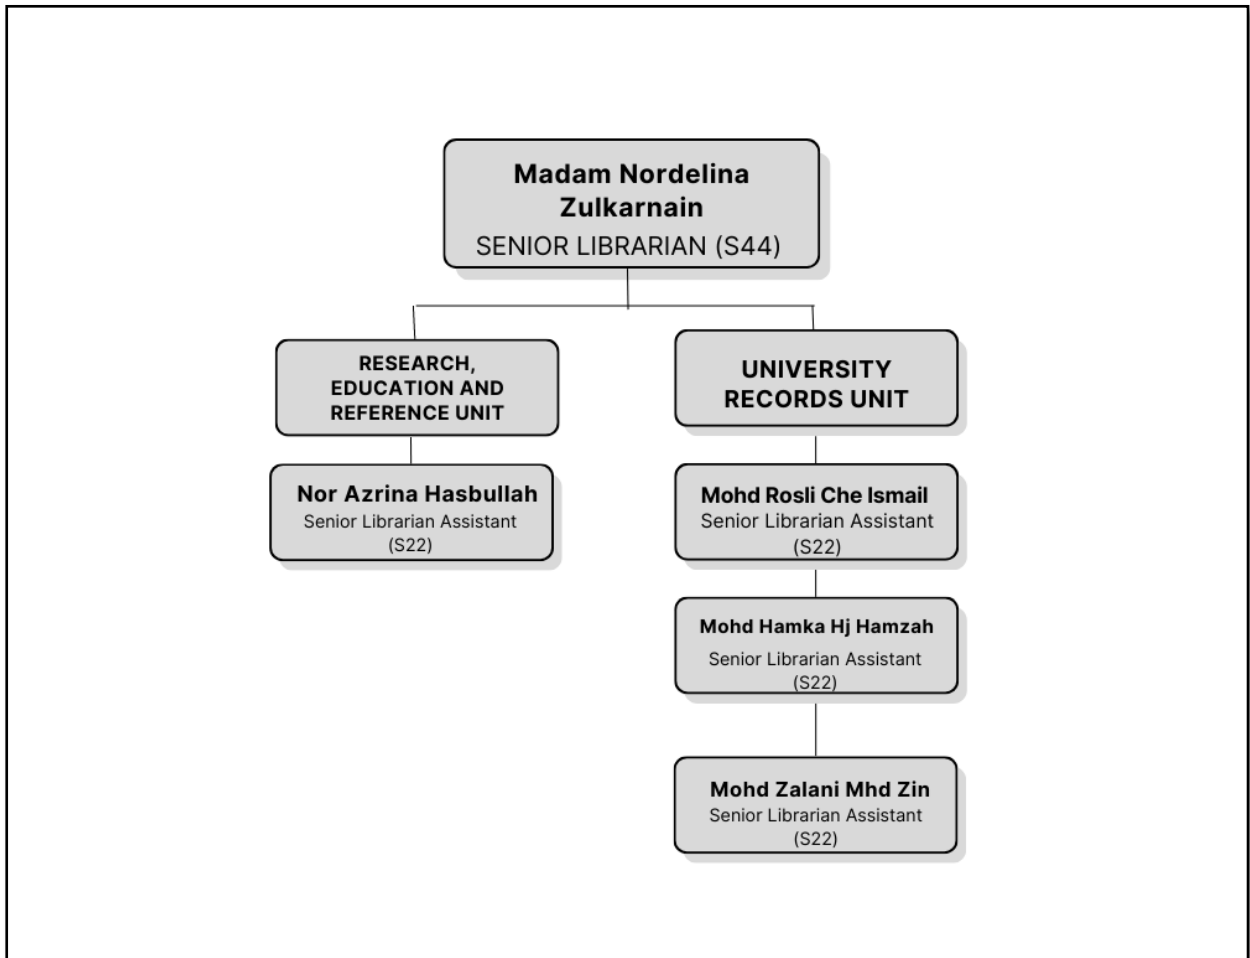 Madam Nordelina
Zulkarnain
SENIOR LIBRARIAN (S44)
RESEARCH,
EDUCATION AND
REFERENCE UNIT
Nor Azrina Hasbullah
Senior Librarian Assistant
(S22)
UNIVERSITY
RECORDS UNIT
Mohd Rosli Che Ismail
Senior Librarian Assistant
(S22)
Mohd Hamka Hj Hamzah
Senior Librarian Assistant
(S22)
Mohd Zalani Mhd Zin
Senior Librarian Assistant
(S22)